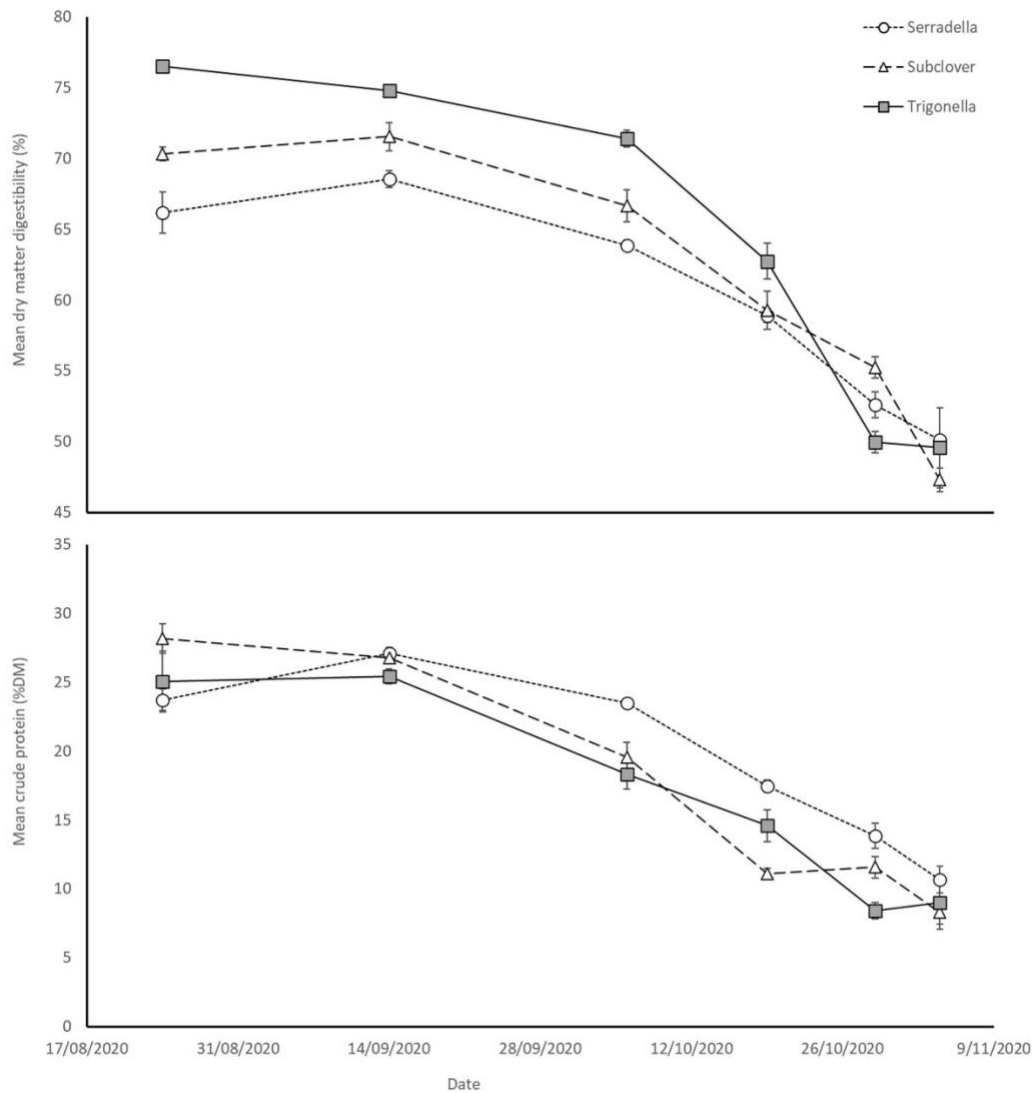 80
75
70
65
60
55
50
45
Mean dry matter digestibility (%)
Serradella
Subclover
Trigonella
35
30
25
20
15
10
5
0
Mean crude protein (%DM)
17/08/2020 31/08/2020 14/09/2020 28/09/2020 12/10/2020 26/10/2020 9/11/2020
Date